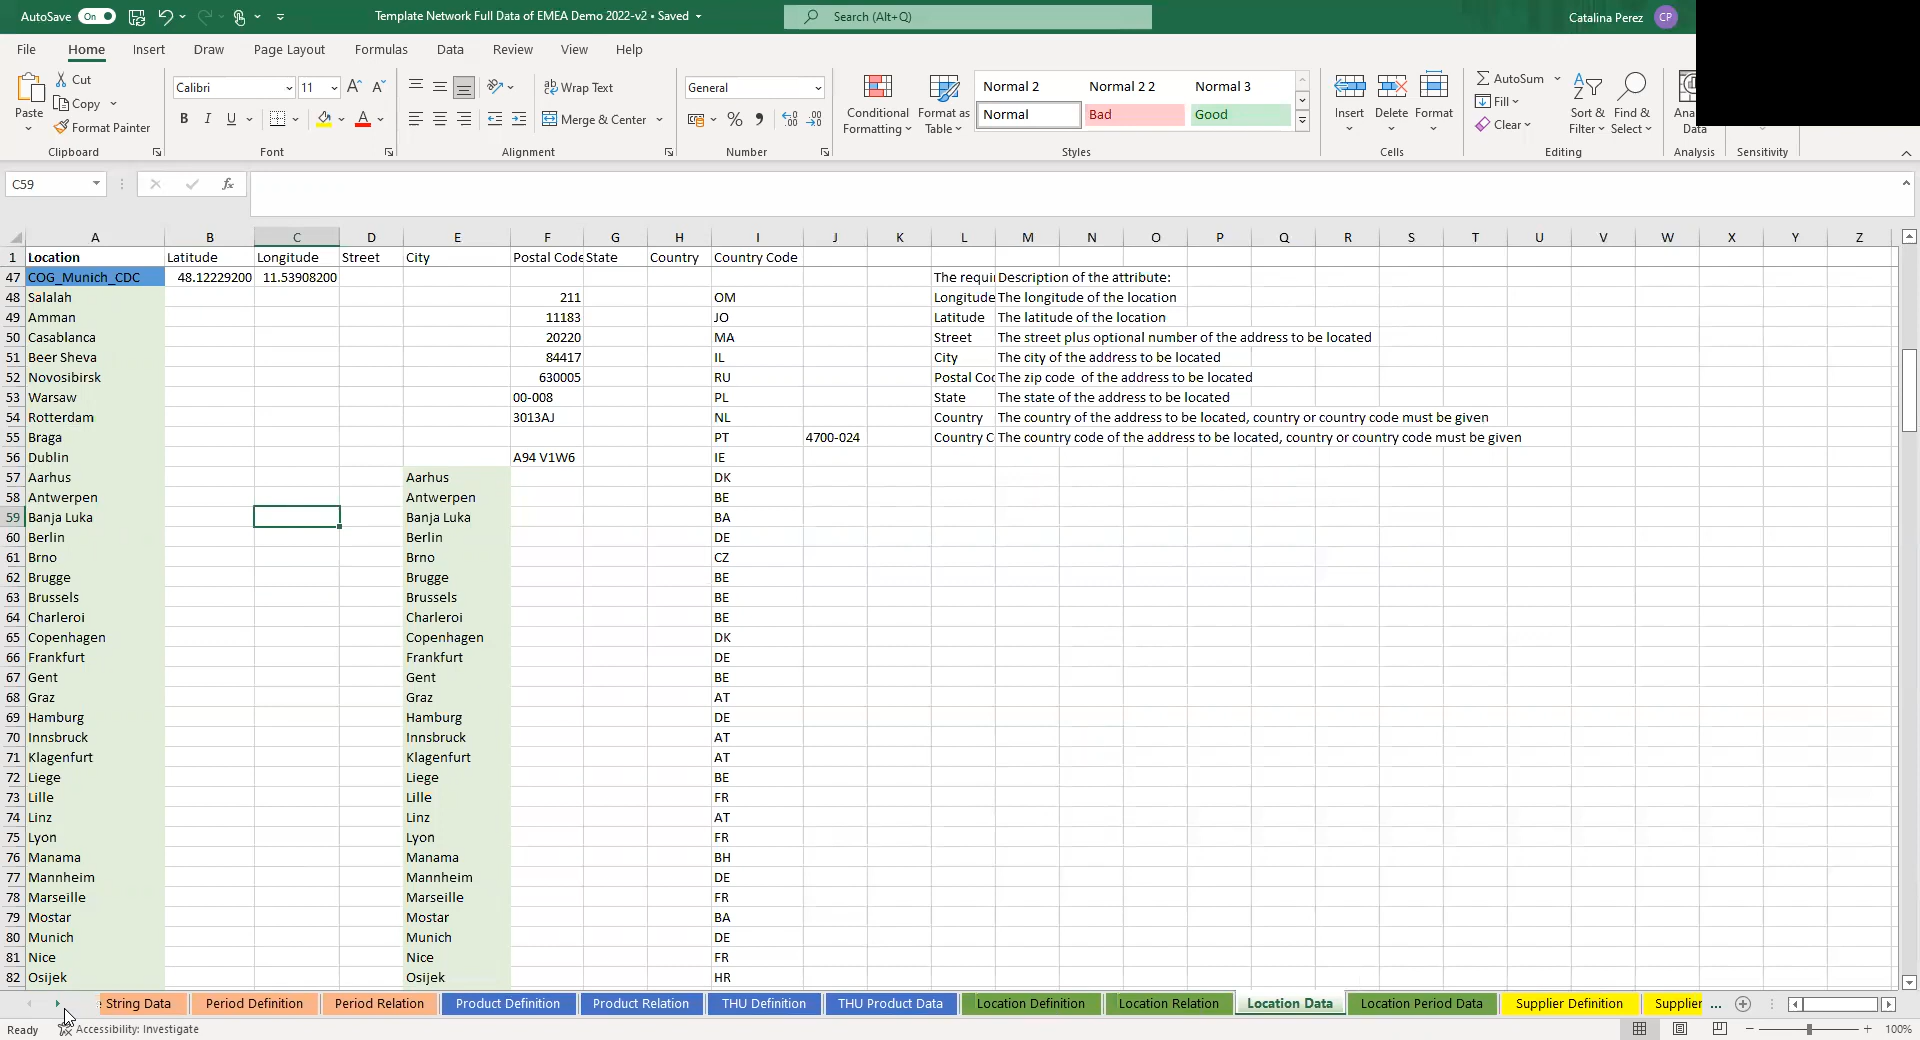 AutoSave On Template Network Full Data of EMEA Demo 2022-v2 • Saved Search (Alt+Q) Catalina Perez CP
File Home Insert Draw Page Layout Formulas Data Review View Help
Cut Calibri 11 Wrap Text General Normal 2 Normal 2 2 Normal 3 AutoSum
Paste Copy Normal Bad Good Fill
Format Painter B I U Merge & Center Conditional Formatting Format as Table Insert Delete Format Clear Sort & Filter Find & Select Data
Clipboard Font Alignment Number Styles Cells Editing Analysis Sensitivity
C59 fx
A B C D E F G H I J K L M N O P Q R S T U V W X Y Z
1 Location Latitude Longitude Street City Postal Code State Country Country Code
47 COG_Munich_CDC 48.12229200 11.53908200 The requi Description of the attribute:
48 Salalah 211 OM Longitude The longitude of the location
49 Amman 11183 JO Latitude The latitude of the location
50 Casablanca 20220 MA Street The street plus optional number of the address to be located
51 Beer Sheva 84417 IL City The city of the address to be located
52 Novosibirsk 630005 RU Postal Coc The zip code of the address to be located
53 Warsaw 00-008 PL State The state of the address to be located
54 Rotterdam 3013AJ NL Country The country of the address to be located, country or country code must be given
55 Braga PT 4700-024 Country C The country code of the address to be located, country or country code must be given
56 Dublin A94 V1W6 IE
57 Aarhus Aarhus DK
58 Antwerpen Antwerpen BE
59 Banja Luka Banja Luka BA
60 Berlin Berlin DE
61 Brno Brno CZ
62 Brugge Brugge BE
63 Brussels Brussels BE
64 Charleroi Charleroi BE
65 Copenhagen Copenhagen DK
66 Frankfurt Frankfurt DE
67 Gent Gent BE
68 Graz Graz AT
69 Hamburg Hamburg DE
70 Innsbruck Innsbruck AT
71 Klagenfurt Klagenfurt AT
72 Liege Liege BE
73 Lille Lille FR
74 Linz Linz AT
75 Lyon Lyon FR
76 Manama Manama BH
77 Mannheim Mannheim DE
78 Marseille Marseille FR
79 Mostar Mostar BA
80 Munich Munich DE
81 Nice Nice FR
82 Osijek Osijek HR
String Data Period Definition Period Relation Product Definition Product Relation THU Definition THU Product Data Location Definition Location Relation Location Data Location Period Data Supplier Definition Supplier ...
Ready Accessibility: Investigate 100%